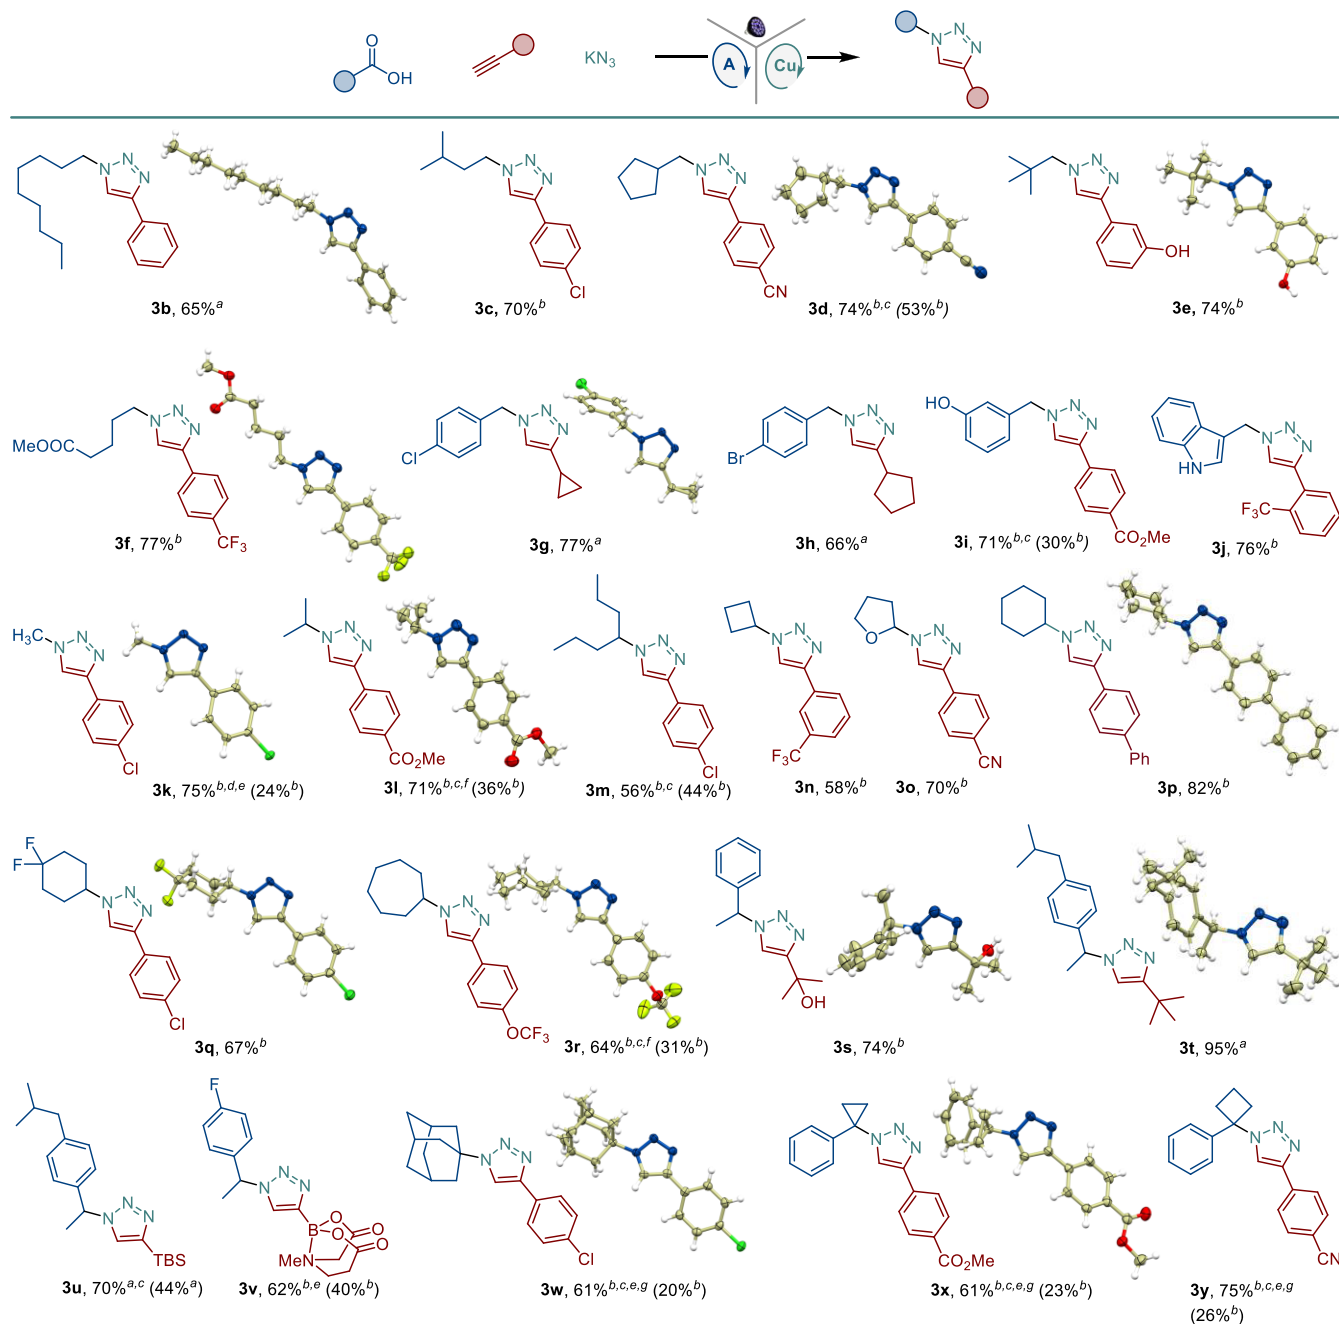 O
OH
KN₃
A
Cu
N N N
N N N
3b, 65%ᵃ
N N N
Cl
3c, 70%ᵇ
N N N
CN
3d, 74%ᵇ,ᶜ (53%ᵇ)
N N N
OH
3e, 74%ᵇ
MeOOC
N N N
CF₃
3f, 77%ᵇ
Cl
N N N
3g, 77%ᵃ
Br
N N N
3h, 66%ᵃ
HO
N N N
CO₂Me
3i, 71%ᵇ,ᶜ (30%ᵇ)
HN
N N N
F₃C
3j, 76%ᵇ
H₃C
N N N
Cl
3k, 75%ᵇ,ᵈ,ᵉ (24%ᵇ)
N N N
CO₂Me
3l, 71%ᵇ,ᶜ,ᶠ (36%ᵇ)
N N N
Cl
3m, 56%ᵇ,ᶜ (44%ᵇ)
N N N
F₃C
3n, 58%ᵇ
O
N N N
CN
3o, 70%ᵇ
N N N
Ph
3p, 82%ᵇ
F
F
N N N
Cl
3q, 67%ᵇ
N N N
OCF₃
3r, 64%ᵇ,ᶜ,ᶠ (31%ᵇ)
N N N
OH
3s, 74%ᵇ
N N N
3t, 95%ᵃ
N N N
TBS
3u, 70%ᵃ,ᶜ (44%ᵃ)
F
N N N
B O O
O
O
MeN
3v, 62%ᵇ,ᵉ (40%ᵇ)
N N N
Cl
3w, 61%ᵇ,ᶜ,ᵉ,ᵍ (20%ᵇ)
N N N
CO₂Me
3x, 61%ᵇ,ᶜ,ᵉ,ᵍ (23%ᵇ)
N N N
CN
3y, 75%ᵇ,ᶜ,ᵉ,ᵍ
(26%ᵇ)